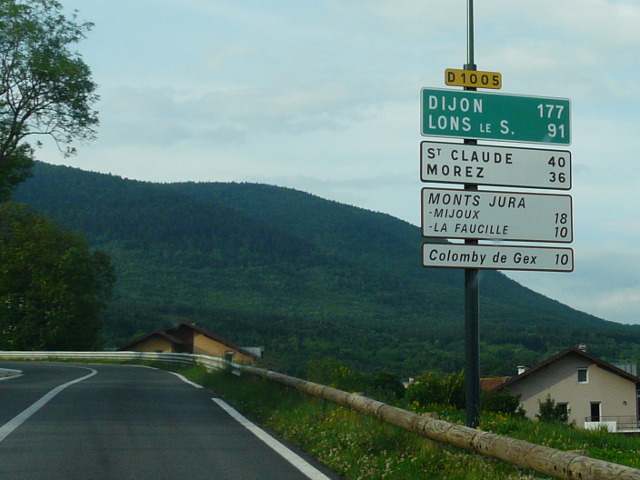 D 1005
DIJON 177
LONS LE S. 91
ST CLAUDE 40
MOREZ 36
MONTS JURA
-MIJOUX 18
-LA FAUCILLE 10
Colomby de Gex 10